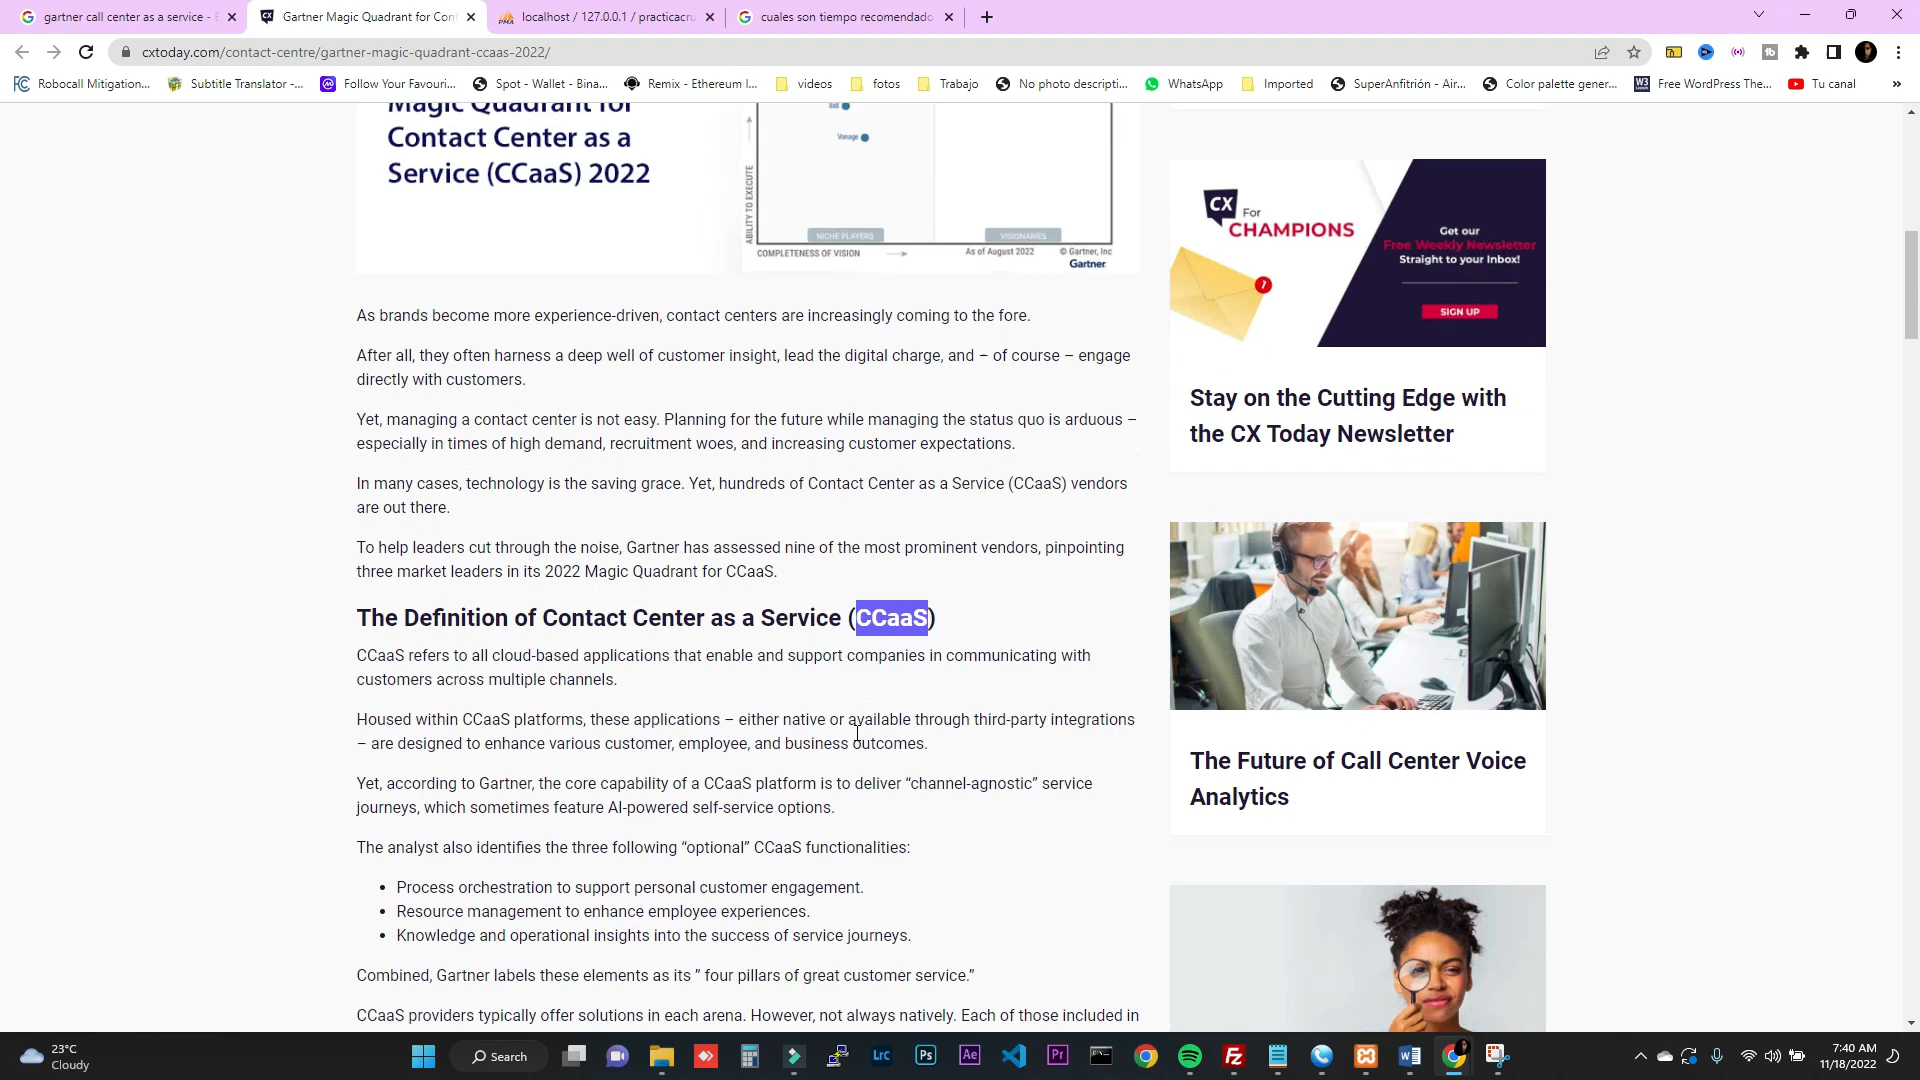 gartner call center as a service -
Gartner Magic Quadrant for Cont
localhost / 127.0.0.1 / practicacru
cuales son tiempo recomendado
cxtoday.com/contact-centre/gartner-magic-quadrant-ccaas-2022/
Robocall Mitigation...
Subtitle Translator -...
Follow Your Favouri...
Spot - Wallet - Bina...
Remix - Ethereum I...
videos
fotos
Trabajo
No photo descripti...
WhatsApp
Imported
SuperAnfitrión - Air...
Color palette gener...
Free WordPress The...
Tu canal
Magic Quadrant for
Contact Center as a
Service (CCaaS) 2022
8x8
Vonage
ABILITY TO EXECUTE
NICHE PLAYERS
VISIONARIES
COMPLETENESS OF VISION
As of August 2022
© Gartner, Inc
Gartner
As brands become more experience-driven, contact centers are increasingly coming to the fore.
After all, they often harness a deep well of customer insight, lead the digital charge, and – of course – engage
directly with customers.
Yet, managing a contact center is not easy. Planning for the future while managing the status quo is arduous –
especially in times of high demand, recruitment woes, and increasing customer expectations.
In many cases, technology is the saving grace. Yet, hundreds of Contact Center as a Service (CCaaS) vendors
are out there.
To help leaders cut through the noise, Gartner has assessed nine of the most prominent vendors, pinpointing
three market leaders in its 2022 Magic Quadrant for CCaaS.
The Definition of Contact Center as a Service (CCaaS)
CCaaS refers to all cloud-based applications that enable and support companies in communicating with
customers across multiple channels.
Housed within CCaaS platforms, these applications – either native or available through third-party integrations
– are designed to enhance various customer, employee, and business outcomes.
Yet, according to Gartner, the core capability of a CCaaS platform is to deliver “channel-agnostic” service
journeys, which sometimes feature AI-powered self-service options.
The analyst also identifies the three following “optional” CCaaS functionalities:
• Process orchestration to support personal customer engagement.
• Resource management to enhance employee experiences.
• Knowledge and operational insights into the success of service journeys.
Combined, Gartner labels these elements as its ” four pillars of great customer service.”
CCaaS providers typically offer solutions in each arena. However, not always natively. Each of those included in
CX For
CHAMPIONS
Get our
Free Weekly Newsletter
Straight to your Inbox!
SIGN UP
Stay on the Cutting Edge with
the CX Today Newsletter
The Future of Call Center Voice
Analytics
23°C
Cloudy
Search
Lrc
Ps
Ae
Pr
7:40 AM
11/18/2022